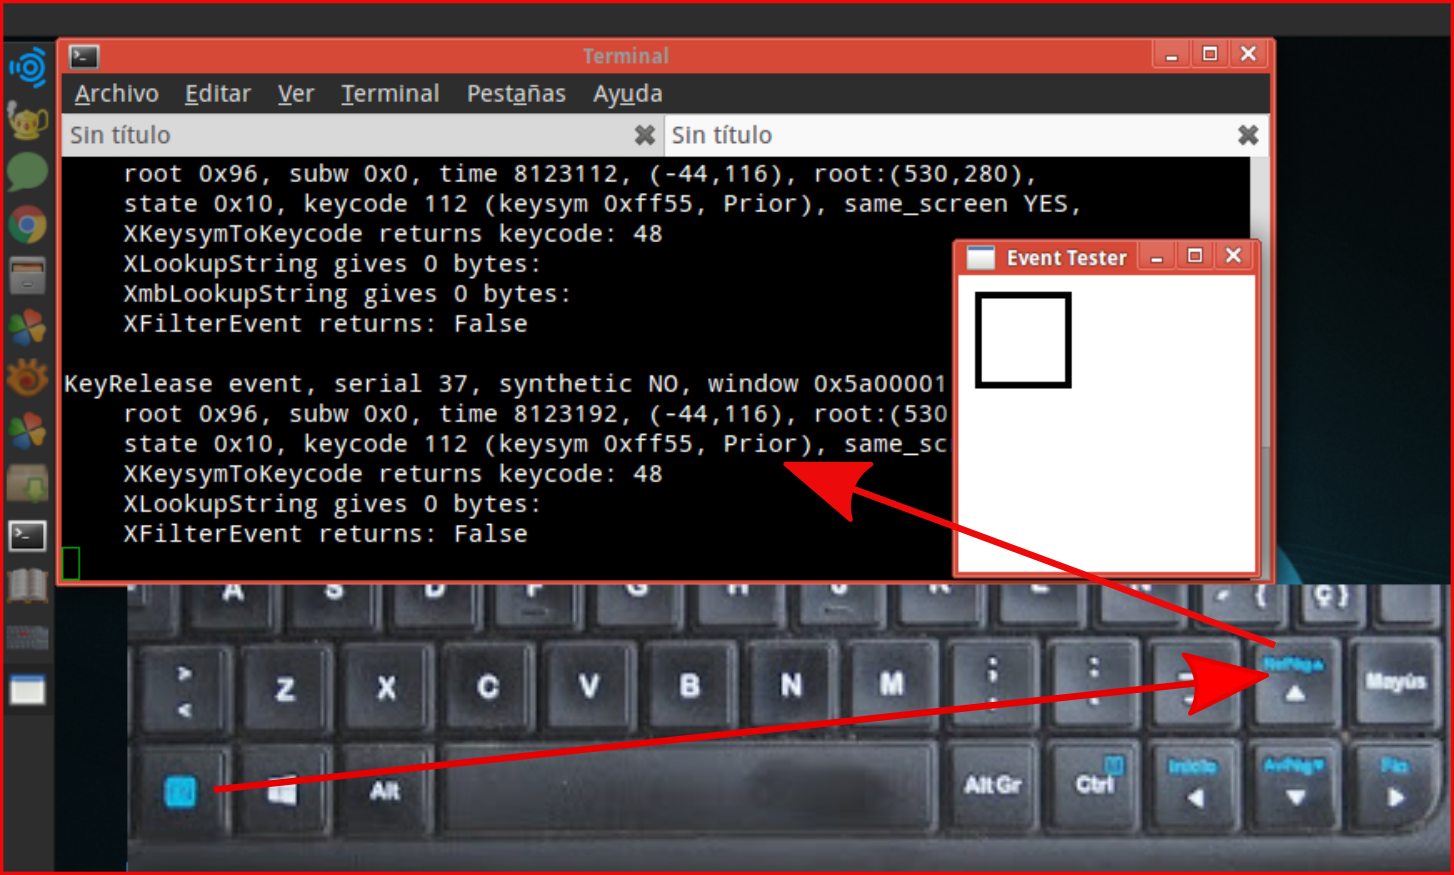 Terminal
Archivo Editar Ver Terminal Pestañas Ayuda
Sin título Sin título
root 0x96, subw 0x0, time 8123112, (-44,116), root:(530,280),
state 0x10, keycode 112 (keysym 0xff55, Prior), same_screen YES,
XKeysymToKeycode returns keycode: 48
XLookupString gives 0 bytes:
XmbLookupString gives 0 bytes:
XFilterEvent returns: False
Event Tester
KeyRelease event, serial 37, synthetic NO, window 0x5a00001
root 0x96, subw 0x0, time 8123192, (-44,116), root:(530
state 0x10, keycode 112 (keysym 0xff55, Prior), same_sc
XKeysymToKeycode returns keycode: 48
XLookupString gives 0 bytes:
XFilterEvent returns: False
A S D F G H J K L Ñ { Ç }
> < Z X C V B N M ; , : . - RePág Mayús
Alt Alt Gr Ctrl Inicio AvPág Fin